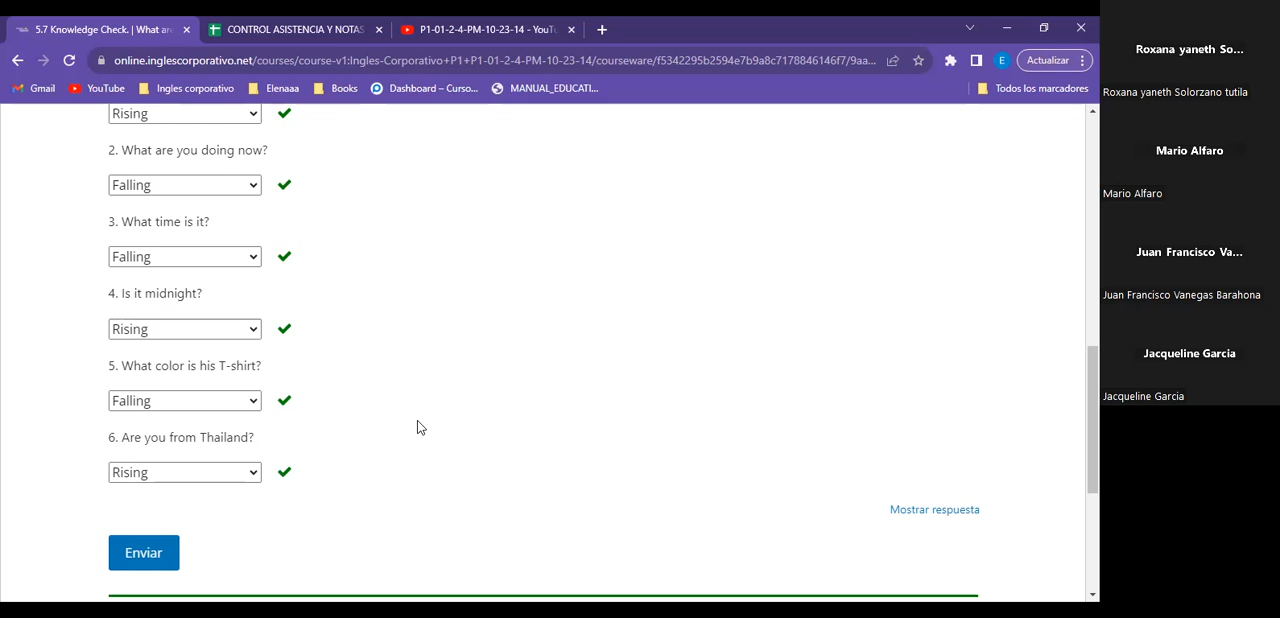 5.7 Knowledge Check. | What are
CONTROL ASISTENCIA Y NOTAS
P1-01-2-4-PM-10-23-14 - YouTu
online.inglescorporativo.net/courses/course-v1:Ingles-Corporativo+P1+P1-01-2-4-PM-10-23-14/courseware/f5342295b2594e7b9a8c7178846146f7/9aa...
E
Actualizar
Gmail
YouTube
Ingles corporativo
Elenaaa
Books
Dashboard – Curso...
MANUAL_EDUCATI...
Todos los marcadores
Rising
2. What are you doing now?
Falling
3. What time is it?
Falling
4. Is it midnight?
Rising
5. What color is his T-shirt?
Falling
6. Are you from Thailand?
Rising
Mostrar respuesta
Enviar
Roxana yaneth So...
Roxana yaneth Solorzano tutila
Mario Alfaro
Mario Alfaro
Juan Francisco Va...
Juan Francisco Vanegas Barahona
Jacqueline Garcia
Jacqueline Garcia